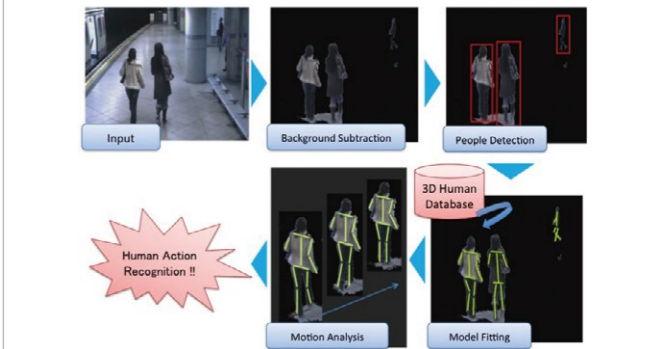 Input
Background Subtraction
People Detection
3D Human
Database
Human Action
Recognition !!
Motion Analysis
Model Fitting